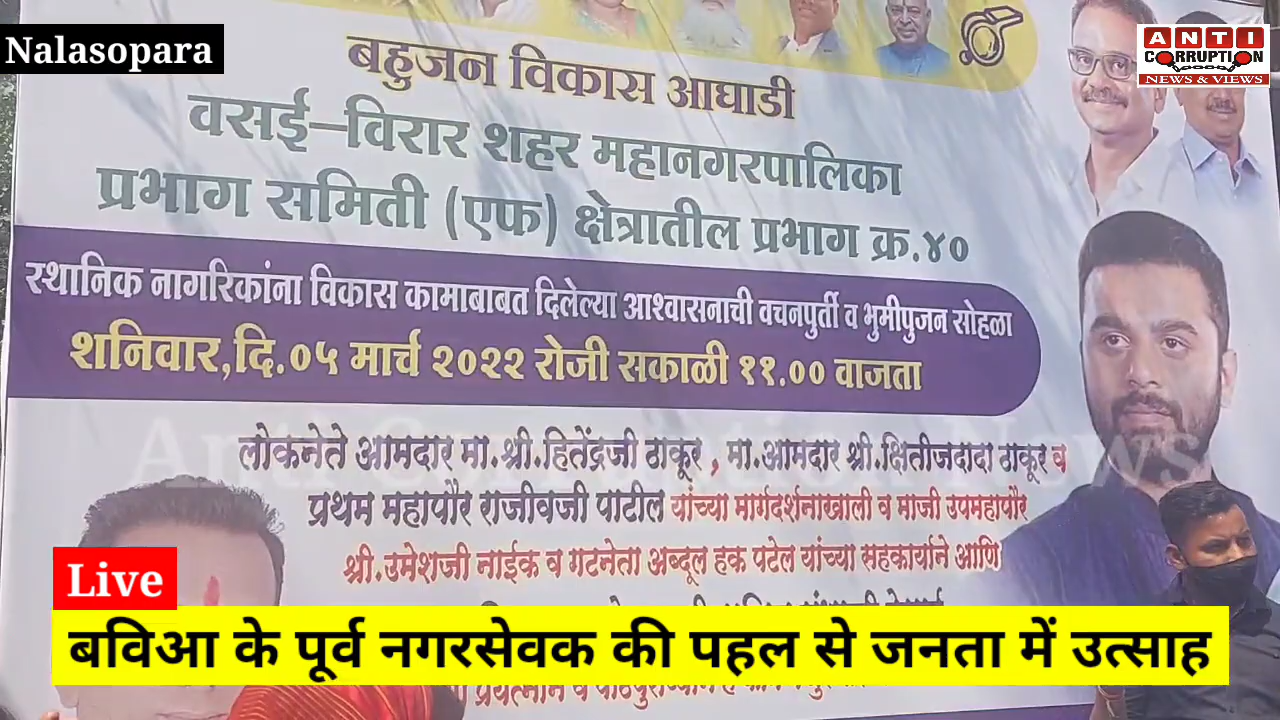 Nalasopara
ANTI
CORRUPTION
NEWS & VIEWS
बहुजन विकास आघाडी
वसई–विरार शहर महानगरपालिका
प्रभाग समिती (एफ) क्षेत्रातील प्रभाग क्र.४०
स्थानिक नागरिकांना विकास कामाबाबत दिलेल्या आश्वासनाची वचनपुर्ती व भुमीपुजन सोहळा
शनिवार,दि.०५ मार्च २०२२ रोजी सकाळी ११.०० वाजता
लोकनेते आमदार मा.श्री.हितेंद्रजी ठाकूर , मा.आमदार श्री.क्षितीजदादा ठाकूर व
प्रथम महापौर राजीवजी पाटील यांच्या मार्गदर्शनाखाली व माजी उपमहापौर
श्री.उमेशजी नाईक व गटनेता अब्दूल हक पटेल यांच्या सहकार्याने आणि
Anti Corruption News
Live
बविआ के पूर्व नगरसेवक की पहल से जनता में उत्साह